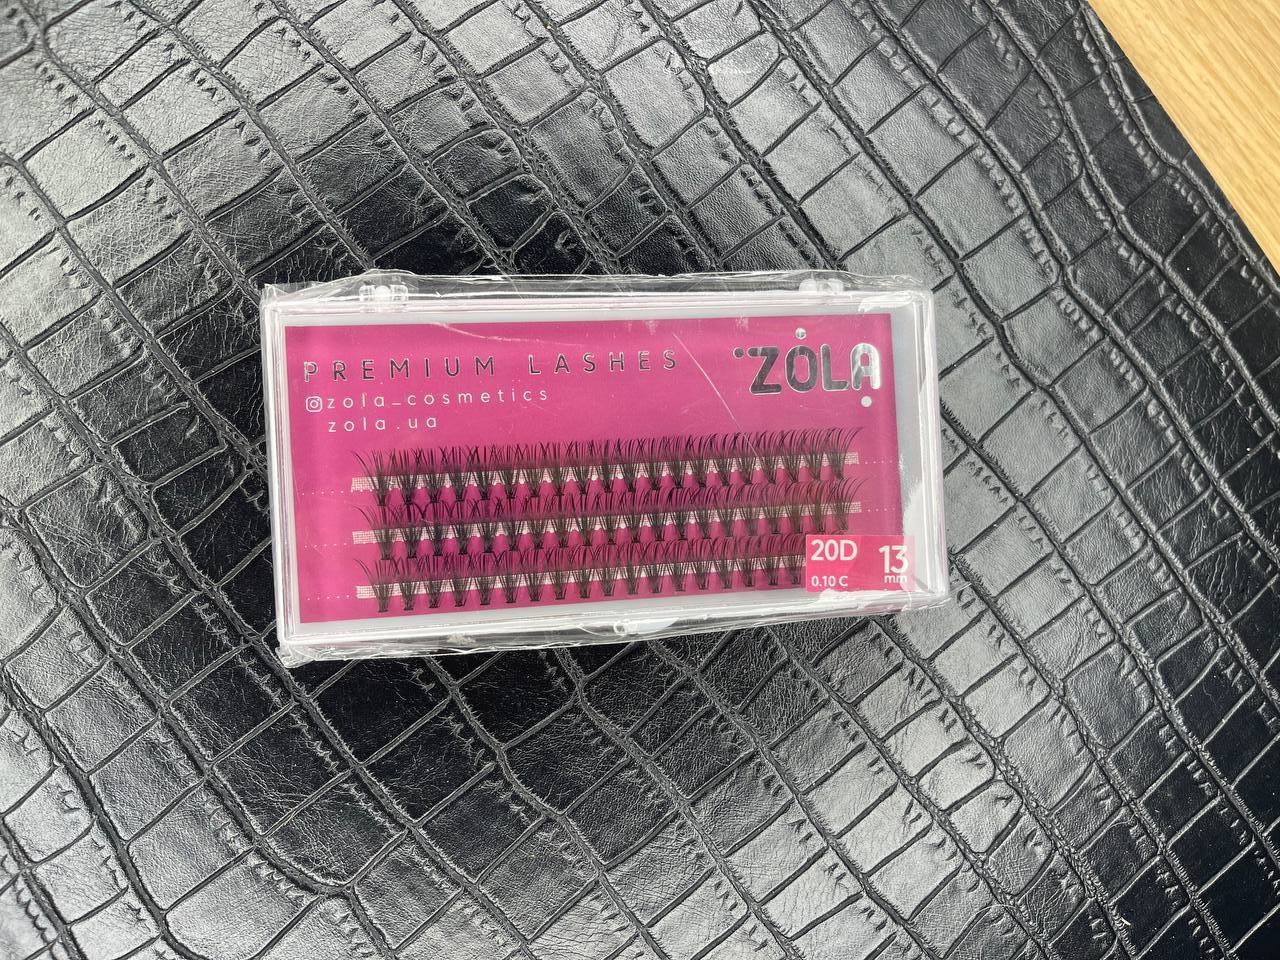 PREMIUM LASHES
zola_cosmetics
zola.ua
ZOLA
20D
0.10 C
13
mm